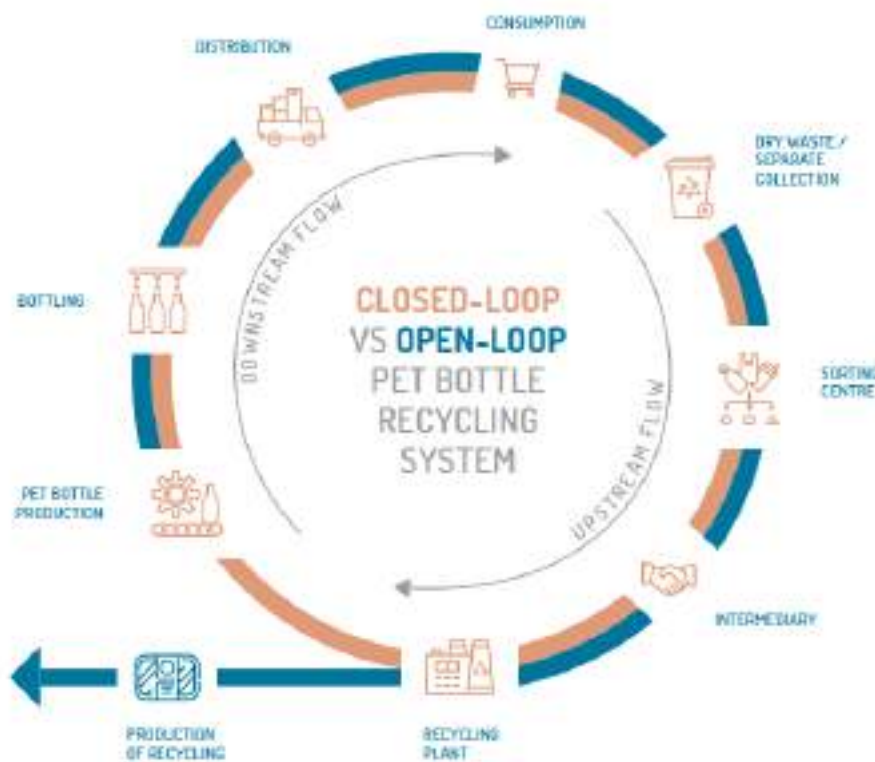 CONSUMPTION
DISTRIBUTION
DRY WASTE/
SEPARATE
COLLECTION
DOWNSTREAM FLOW
BOTTLING
CLOSED-LOOP
VS OPEN-LOOP
PET BOTTLE
RECYCLING
SYSTEM
SORTING
CENTRE
UPSTREAM FLOW
PET BOTTLE
PRODUCTION
INTERMEDIARY
PRODUCTION
OF RECYCLING
RECYCLING
PLANT